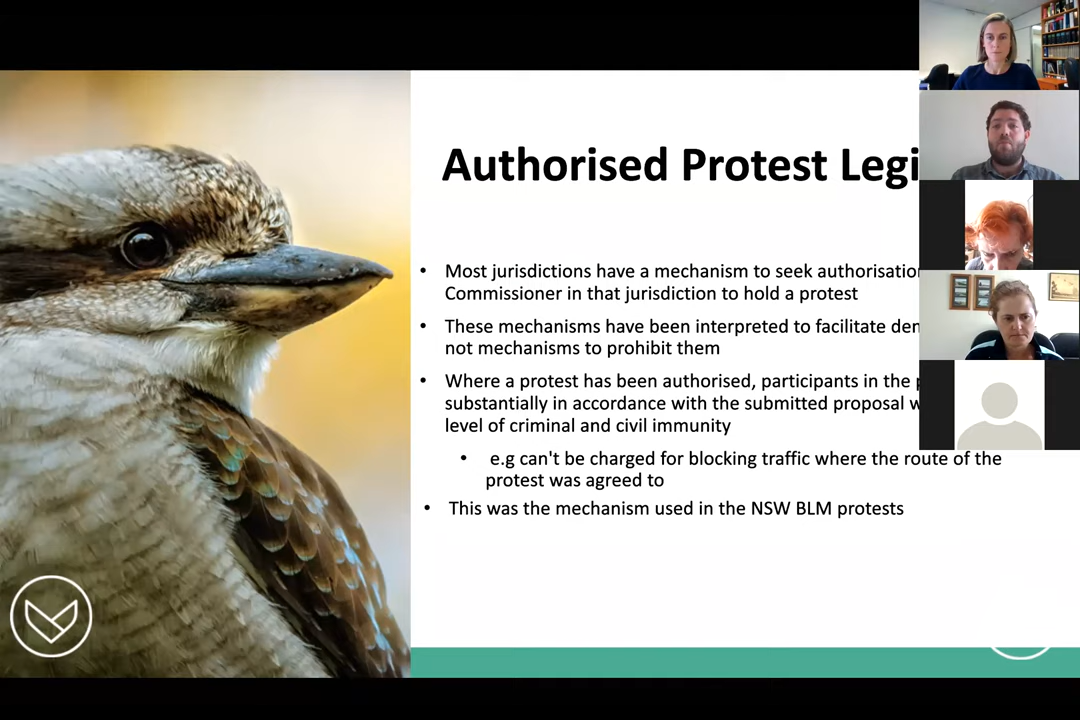 Authorised Protest Legi
• Most jurisdictions have a mechanism to seek authorisation
Commissioner in that jurisdiction to hold a protest
• These mechanisms have been interpreted to facilitate
not mechanisms to prohibit them
• Where a protest has been authorised, participants in the
substantially in accordance with the submitted proposal
level of criminal and civil immunity
• e.g can't be charged for blocking traffic where the route of the
protest was agreed to
• This was the mechanism used in the NSW BLM protests